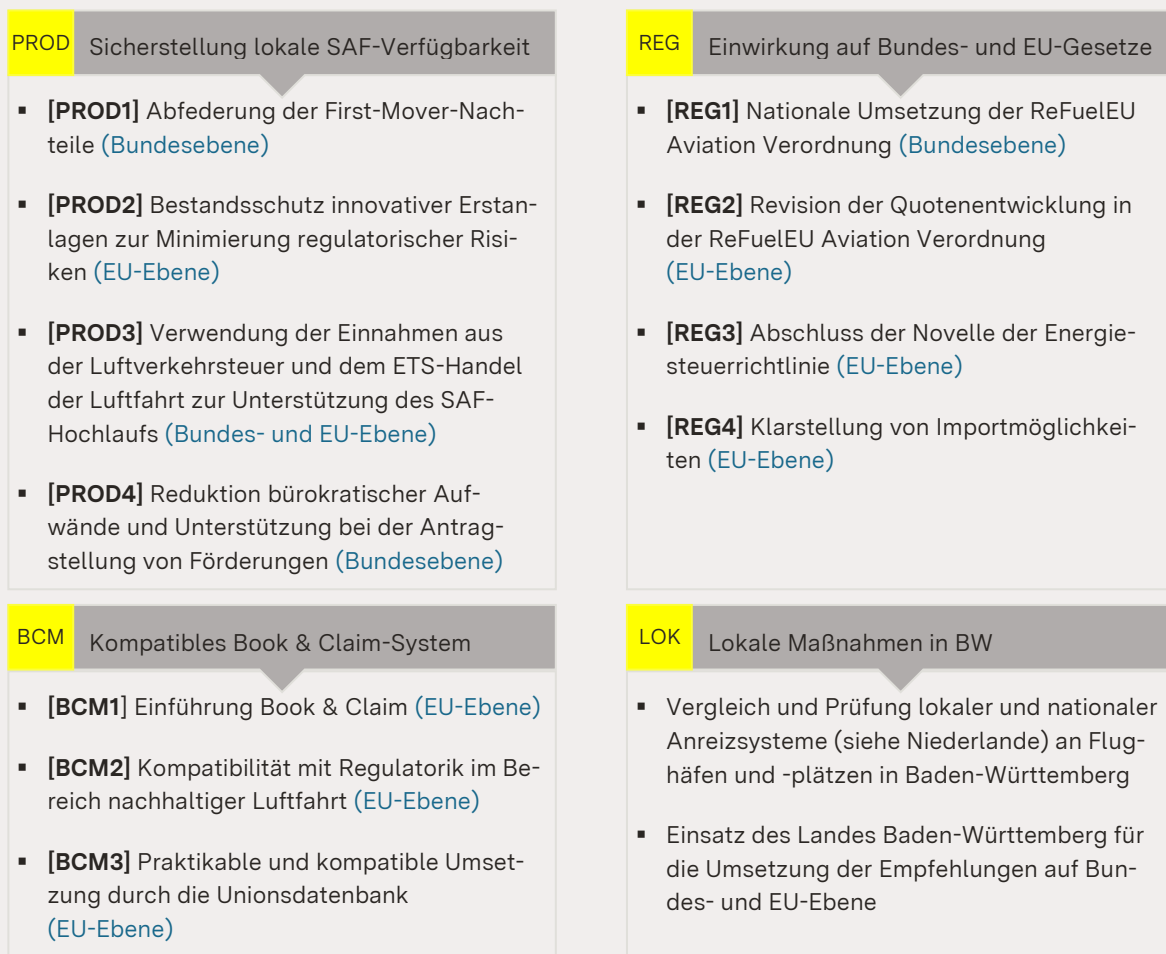 PROD Sicherstellung lokale SAF-Verfügbarkeit
▪ [PROD1] Abfederung der First-Mover-Nach-
teile (Bundesebene)
▪ [PROD2] Bestandsschutz innovativer Erstan-
lagen zur Minimierung regulatorischer Risi-
ken (EU-Ebene)
▪ [PROD3] Verwendung der Einnahmen aus
der Luftverkehrsteuer und dem ETS-Handel
der Luftfahrt zur Unterstützung des SAF-
Hochlaufs (Bundes- und EU-Ebene)
▪ [PROD4] Reduktion bürokratischer Auf-
wände und Unterstützung bei der Antrag-
stellung von Förderungen (Bundesebene)
REG Einwirkung auf Bundes- und EU-Gesetze
▪ [REG1] Nationale Umsetzung der ReFuelEU
Aviation Verordnung (Bundesebene)
▪ [REG2] Revision der Quotenentwicklung in
der ReFuelEU Aviation Verordnung
(EU-Ebene)
▪ [REG3] Abschluss der Novelle der Energie-
steuerrichtlinie (EU-Ebene)
▪ [REG4] Klarstellung von Importmöglichkei-
ten (EU-Ebene)
BCM Kompatibles Book & Claim-System
▪ [BCM1] Einführung Book & Claim (EU-Ebene)
▪ [BCM2] Kompatibilität mit Regulatorik im Be-
reich nachhaltiger Luftfahrt (EU-Ebene)
▪ [BCM3] Praktikable und kompatible Umset-
zung durch die Unionsdatenbank
(EU-Ebene)
LOK Lokale Maßnahmen in BW
▪ Vergleich und Prüfung lokaler und nationaler
Anreizsysteme (siehe Niederlande) an Flug-
häfen und -plätzen in Baden-Württemberg
▪ Einsatz des Landes Baden-Württemberg für
die Umsetzung der Empfehlungen auf Bun-
des- und EU-Ebene